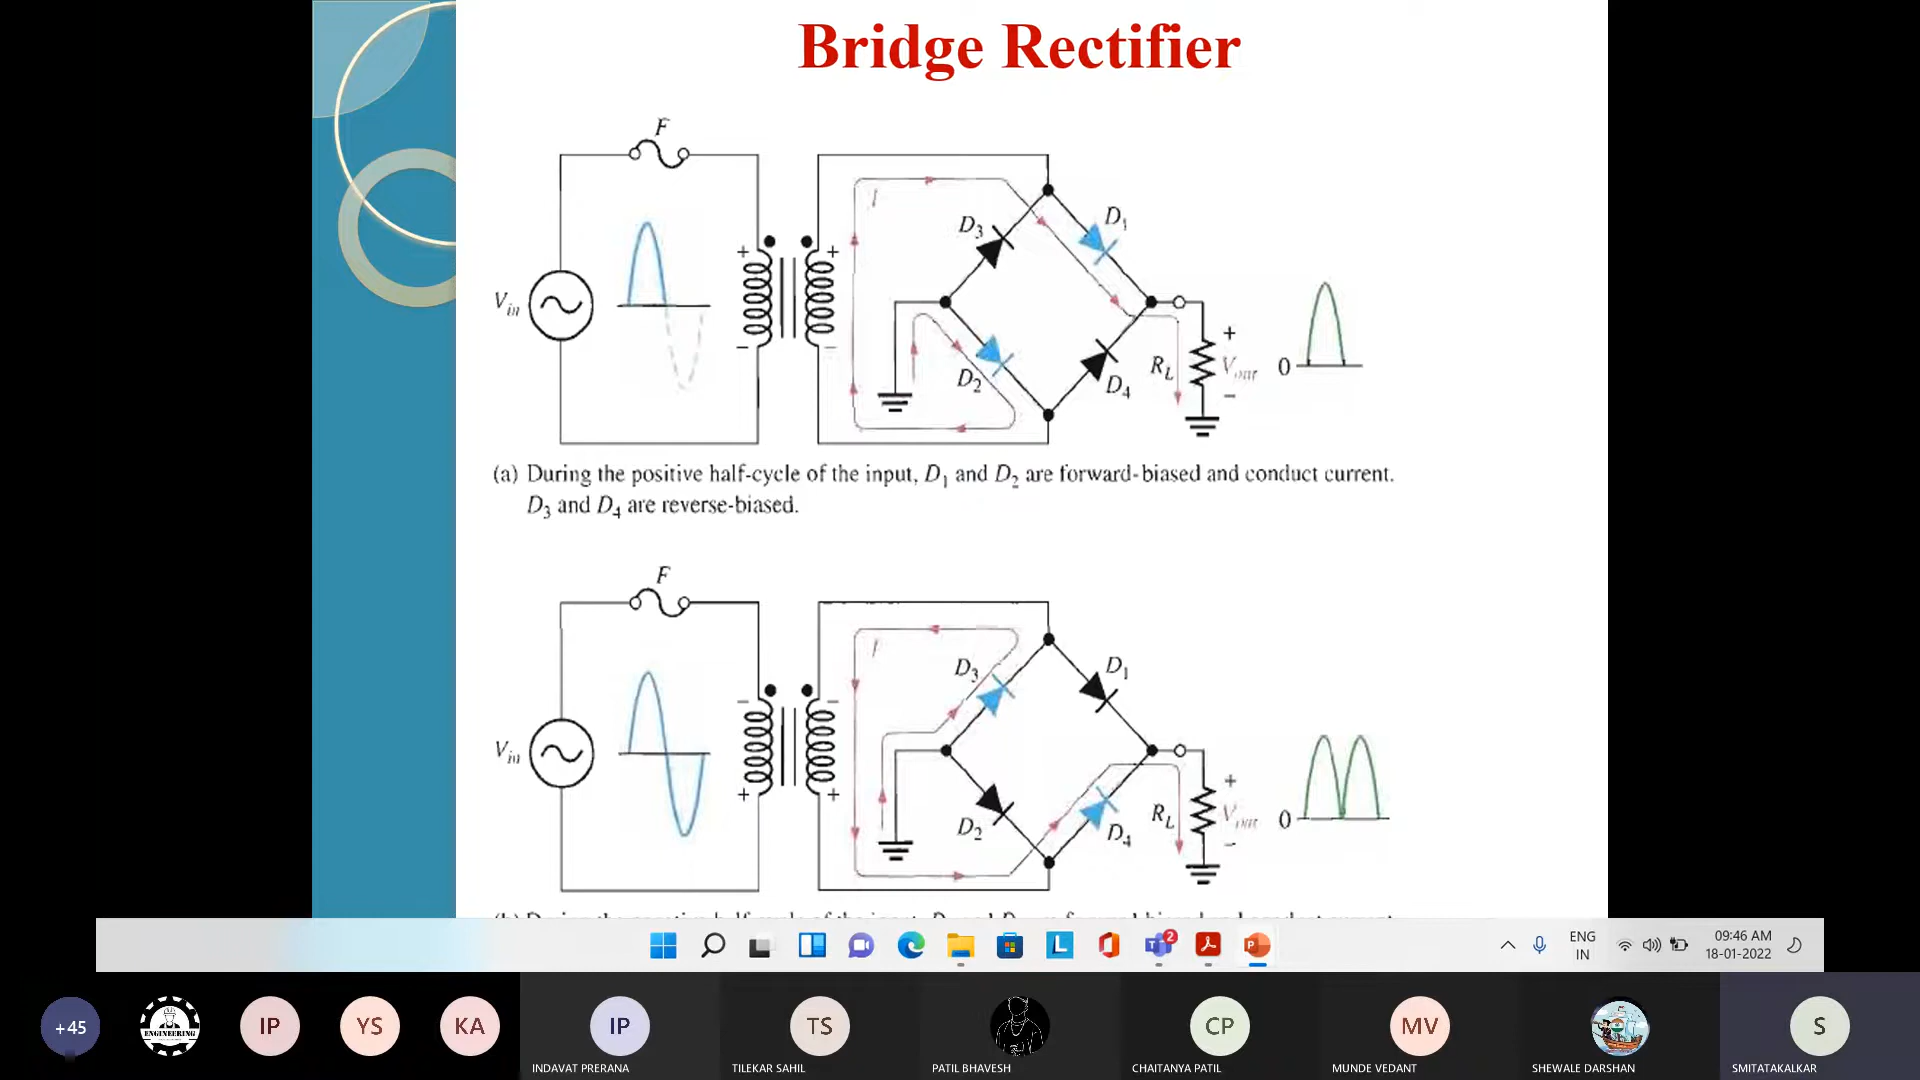 Bridge Rectifier
F
I
D3
D1
+
+
Vin
+
−
−
D2
D4
RL
Vout
0
−
(a) During the positive half-cycle of the input, D1 and D2 are forward-biased and conduct current.
D3 and D4 are reverse-biased.
F
I
D3
D1
−
−
Vin
+
+
+
D2
D4
RL
Vout
0
−
2
ENG
IN
09:46 AM
18-01-2022
+45
ENGINEERING
IP
YS
KA
IP
TS
CP
MV
S
INDAVAT PRERANA
TILEKAR SAHIL
PATIL BHAVESH
CHAITANYA PATIL
MUNDE VEDANT
SHEWALE DARSHAN
SMITATAKALKAR